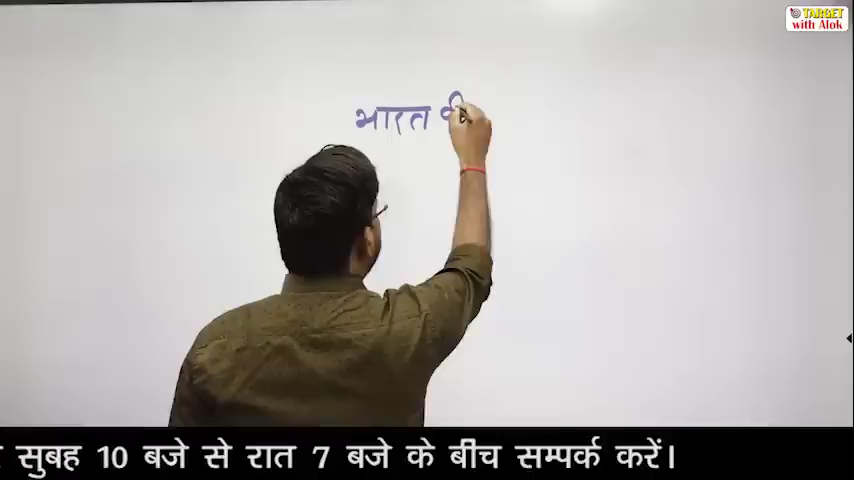 TARGET
with Alok
भारत की
सुबह 10 बजे से रात 7 बजे के बीच सम्पर्क करें।